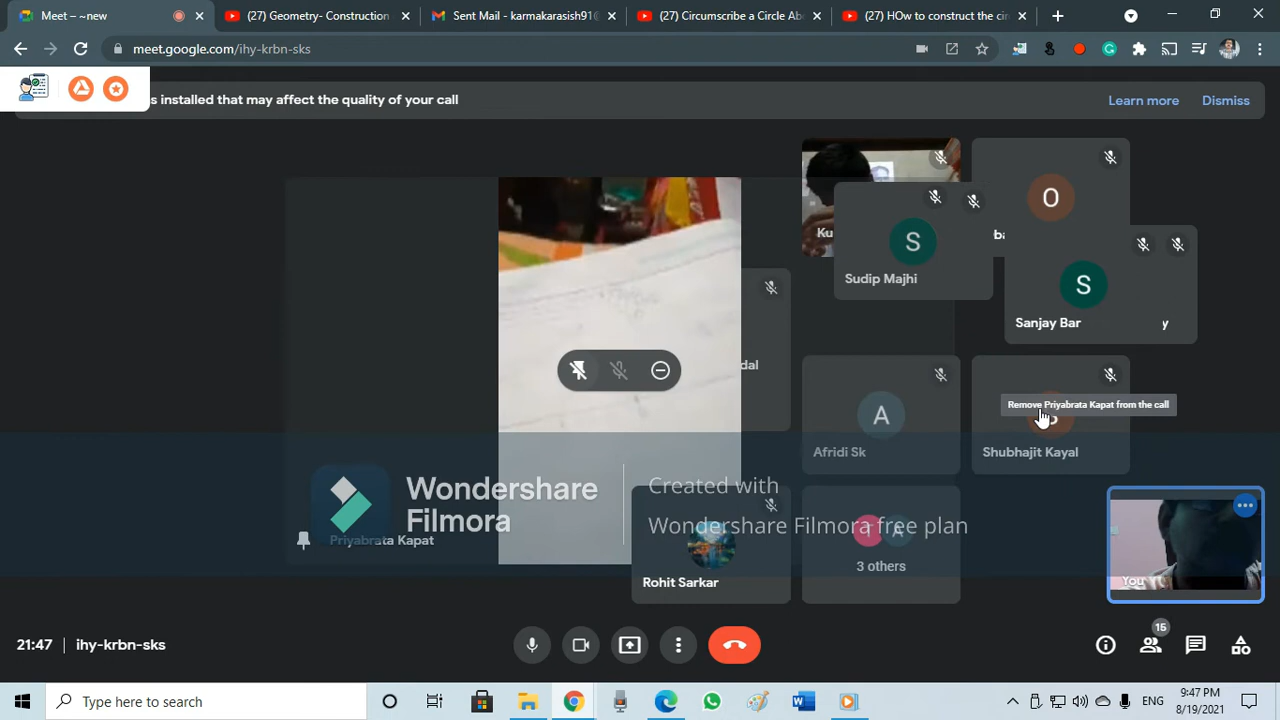 Meet – ~new
(27) Geometry- Construction
Sent Mail - karmakarasish91@
(27) Circumscribe a Circle Ab
(27) HOw to construct the ci
meet.google.com/ihy-krbn-sks
s installed that may affect the quality of your call
Learn more
Dismiss
Ku
O
ba
S
Sudip Majhi
S
Sanjay Bar
y
dal
A
Afridi Sk
Remove Priyabrata Kapat from the call
Shubhajit Kayal
Wondershare
Filmora
Created with
Wondershare Filmora free plan
Priyabrata Kapat
Rohit Sarkar
A
3 others
You
21:47
ihy-krbn-sks
15
Type here to search
ENG
9:47 PM
8/19/2021